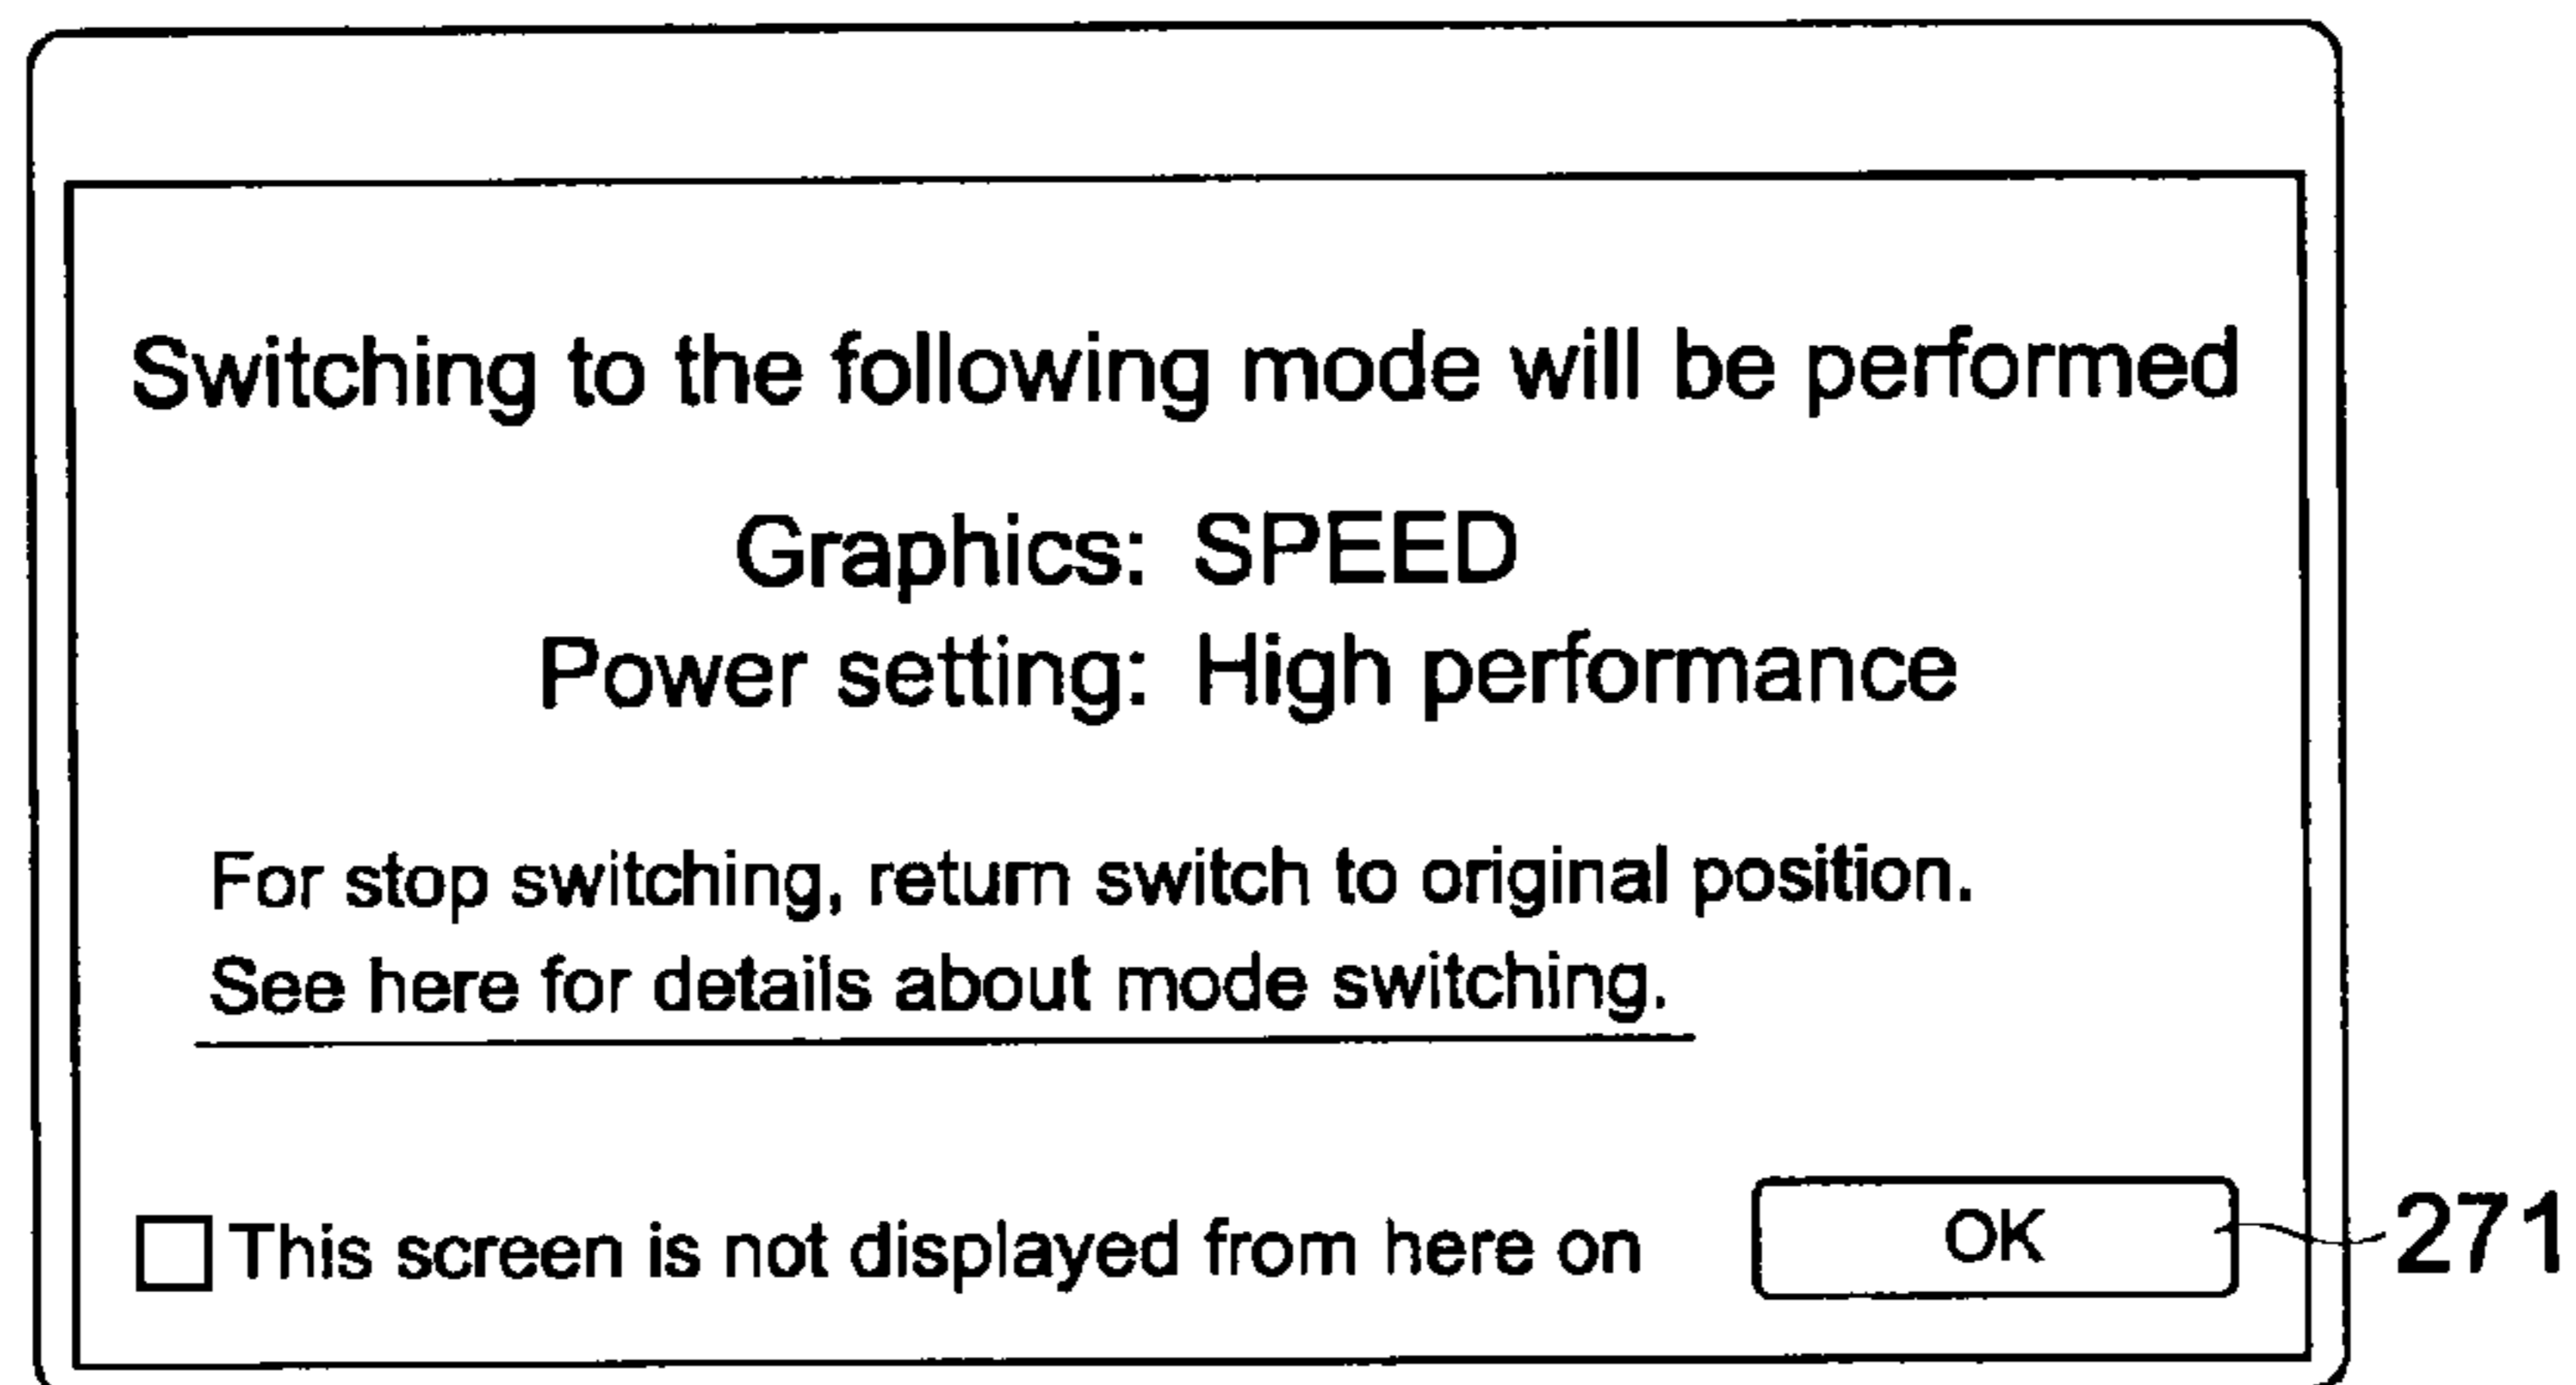 Switching to the following mode will be performed
Graphics: SPEED
Power setting: High performance
For stop switching, return switch to original position.
See here for details about mode switching.
This screen is not displayed from here on
OK
271